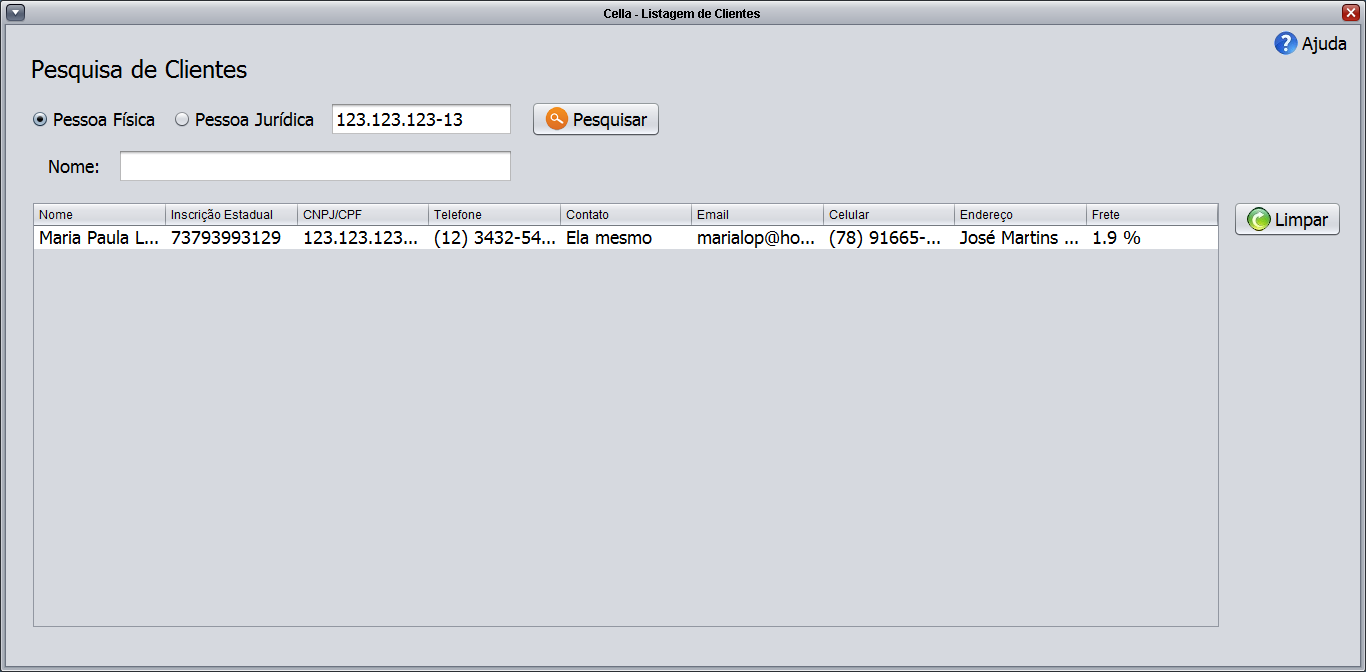 Cella - Listagem de Clientes
Ajuda
Pesquisa de Clientes
Pessoa Física Pessoa Jurídica 123.123.123-13 Pesquisar
Nome:
Nome Inscrição Estadual CNPJ/CPF Telefone Contato Email Celular Endereço Frete
Maria Paula L... 73793993129 123.123.123... (12) 3432-54... Ela mesmo marialop@ho... (78) 91665-... José Martins ... 1.9 %
Limpar